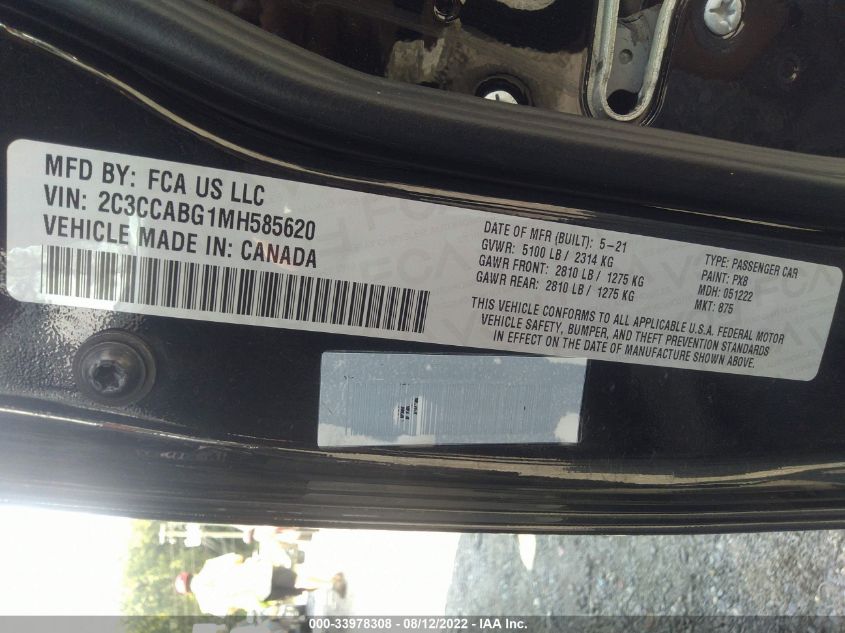 MFD BY: FCA US LLC
VIN: 2C3CCABG1MH585620
VEHICLE MADE IN: CANADA
DATE OF MFR (BUILT): 5-21
GVWR: 5100 LB / 2314 KG
GAWR FRONT: 2810 LB / 1275 KG
GAWR REAR: 2810 LB / 1275 KG
TYPE: PASSENGER CAR
PAINT: PX8
MDH: 051222
MKT: 875
THIS VEHICLE CONFORMS TO ALL APPLICABLE U.S.A. FEDERAL MOTOR
VEHICLE SAFETY, BUMPER, AND THEFT PREVENTION STANDARDS
IN EFFECT ON THE DATE OF MANUFACTURE SHOWN ABOVE.
000-33978308 - 08/12/2022 - IAA Inc.